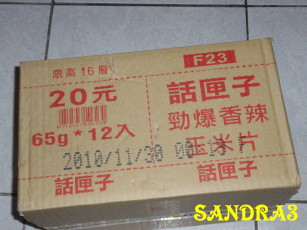 限高16層
F23
20元
話匣子
勁爆香辣
65g*12入
玉米片
2010/11/30
話匣子
話匣子
SANDRA3